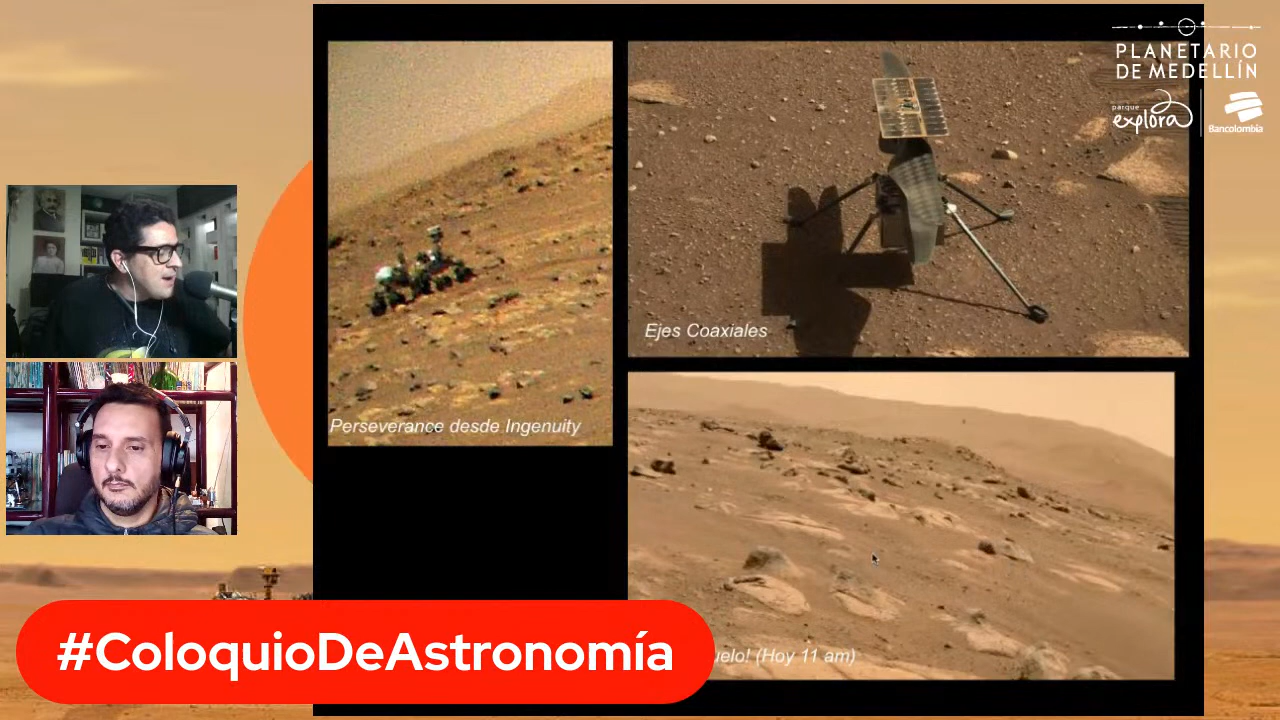 PLANETARIO
DE MEDELLÍN
parque
explora
Bancolombia
Ejes Coaxiales
Perseverance desde Ingenuity
uelo! (Hoy 11 am)
#ColoquioDeAstronomía